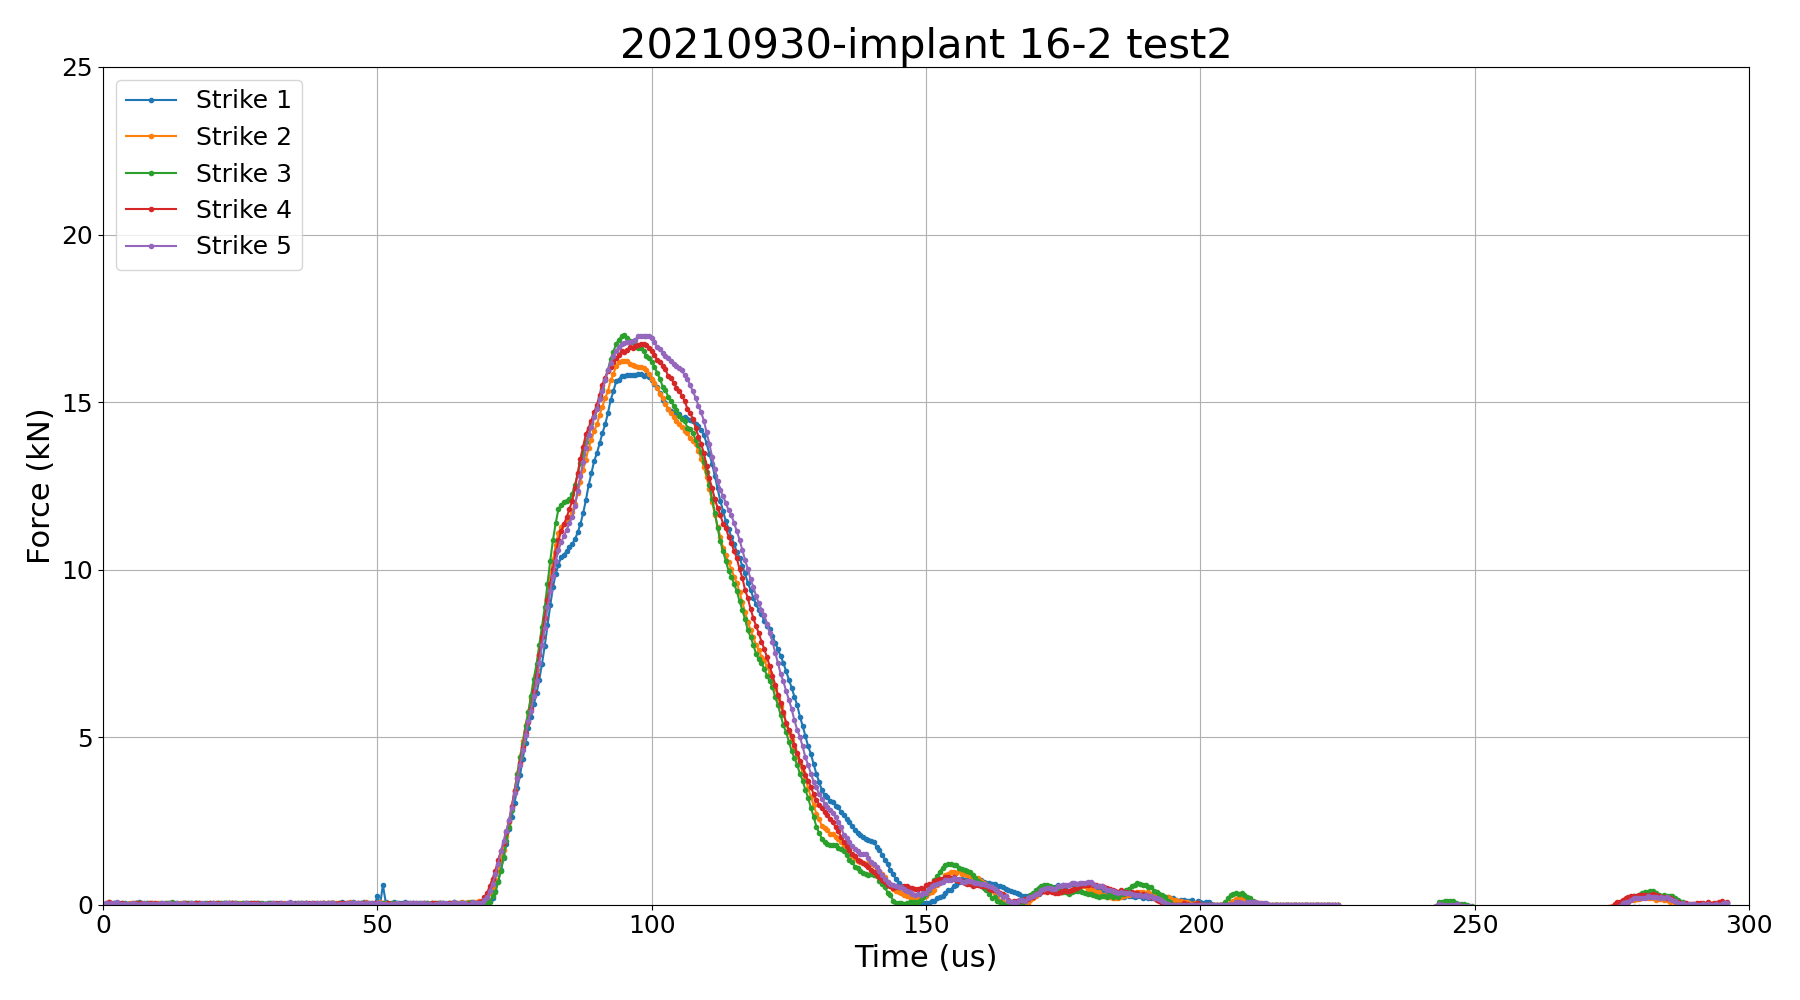 20210930-implant 16-2 test2
25
20
15
10
5
0
Force (kN)
Strike 1
Strike 2
Strike 3
Strike 4
Strike 5
0 50 100 150 200 250 300
Time (us)